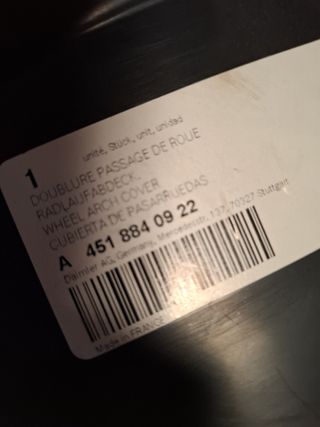 1
unité, Stück, unit, unidad
DOUBLURE PASSAGE DE ROUE
RADLAUFABDECK.
WHEEL ARCH COVER
CUBIERTA DE PASARRUEDAS
A 451 884 09 22
Daimler AG, Germany, Mercedesstr. 137, 70327 Stuttgart
Made in FRANCE